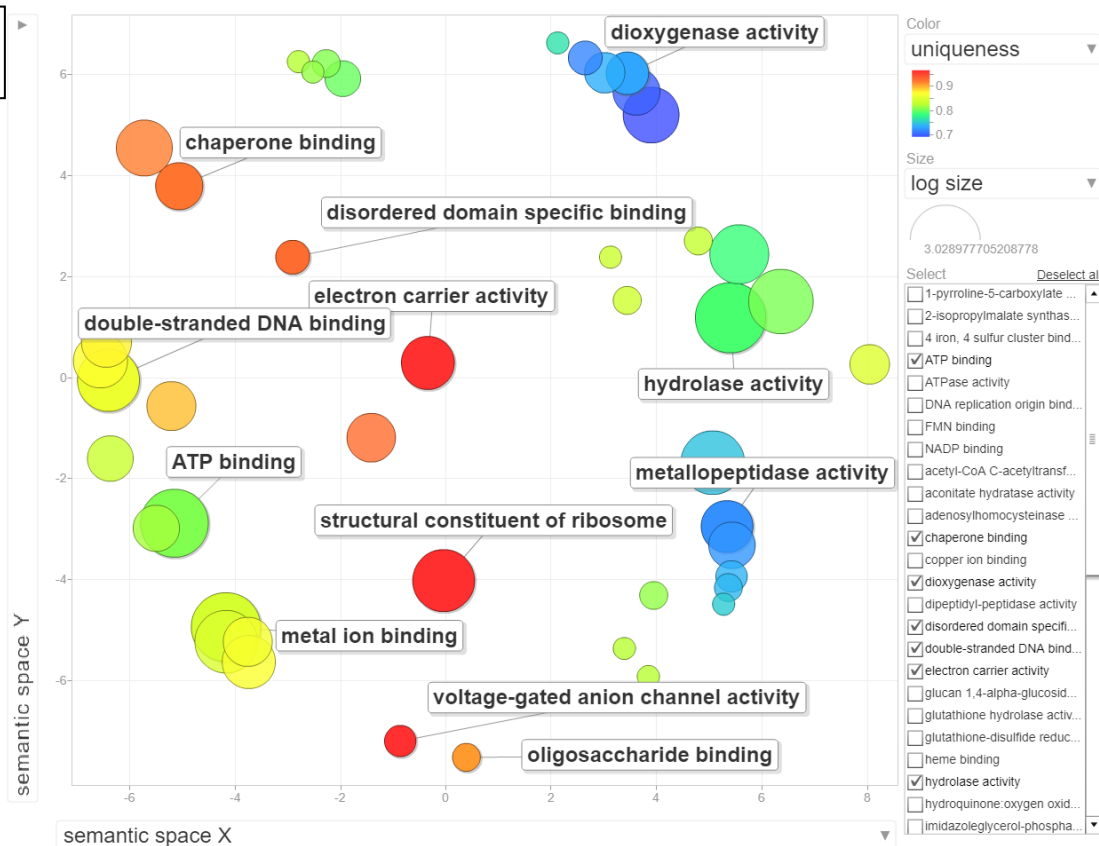 Color
uniqueness
0.9
0.8
0.7
Size
log size
3.028977705208778
Select
Deselect all
1-pyrroline-5-carboxylate ...
2-isopropylmalate synthas...
4 iron, 4 sulfur cluster bind...
ATP binding
ATPase activity
DNA replication origin bind...
FMN binding
NADP binding
acetyl-CoA C-acetyltransf...
aconitate hydratase activity
adenosylhomocysteinase ...
chaperone binding
copper ion binding
dioxygenase activity
dipeptidyl-peptidase activity
disordered domain specifi...
double-stranded DNA bind...
electron carrier activity
glucan 1,4-alpha-glucosid...
glutathione hydrolase activ...
glutathione-disulfide reduc...
heme binding
hydrolase activity
hydroquinone:oxygen oxid...
imidazoleglycerol-phospha...
dioxygenase activity
chaperone binding
disordered domain specific binding
electron carrier activity
double-stranded DNA binding
hydrolase activity
ATP binding
metallopeptidase activity
structural constituent of ribosome
metal ion binding
voltage-gated anion channel activity
oligosaccharide binding
6
4
2
0
-2
-4
-6
semantic space Y
-6 -4 -2 0 2 4 6 8
semantic space X